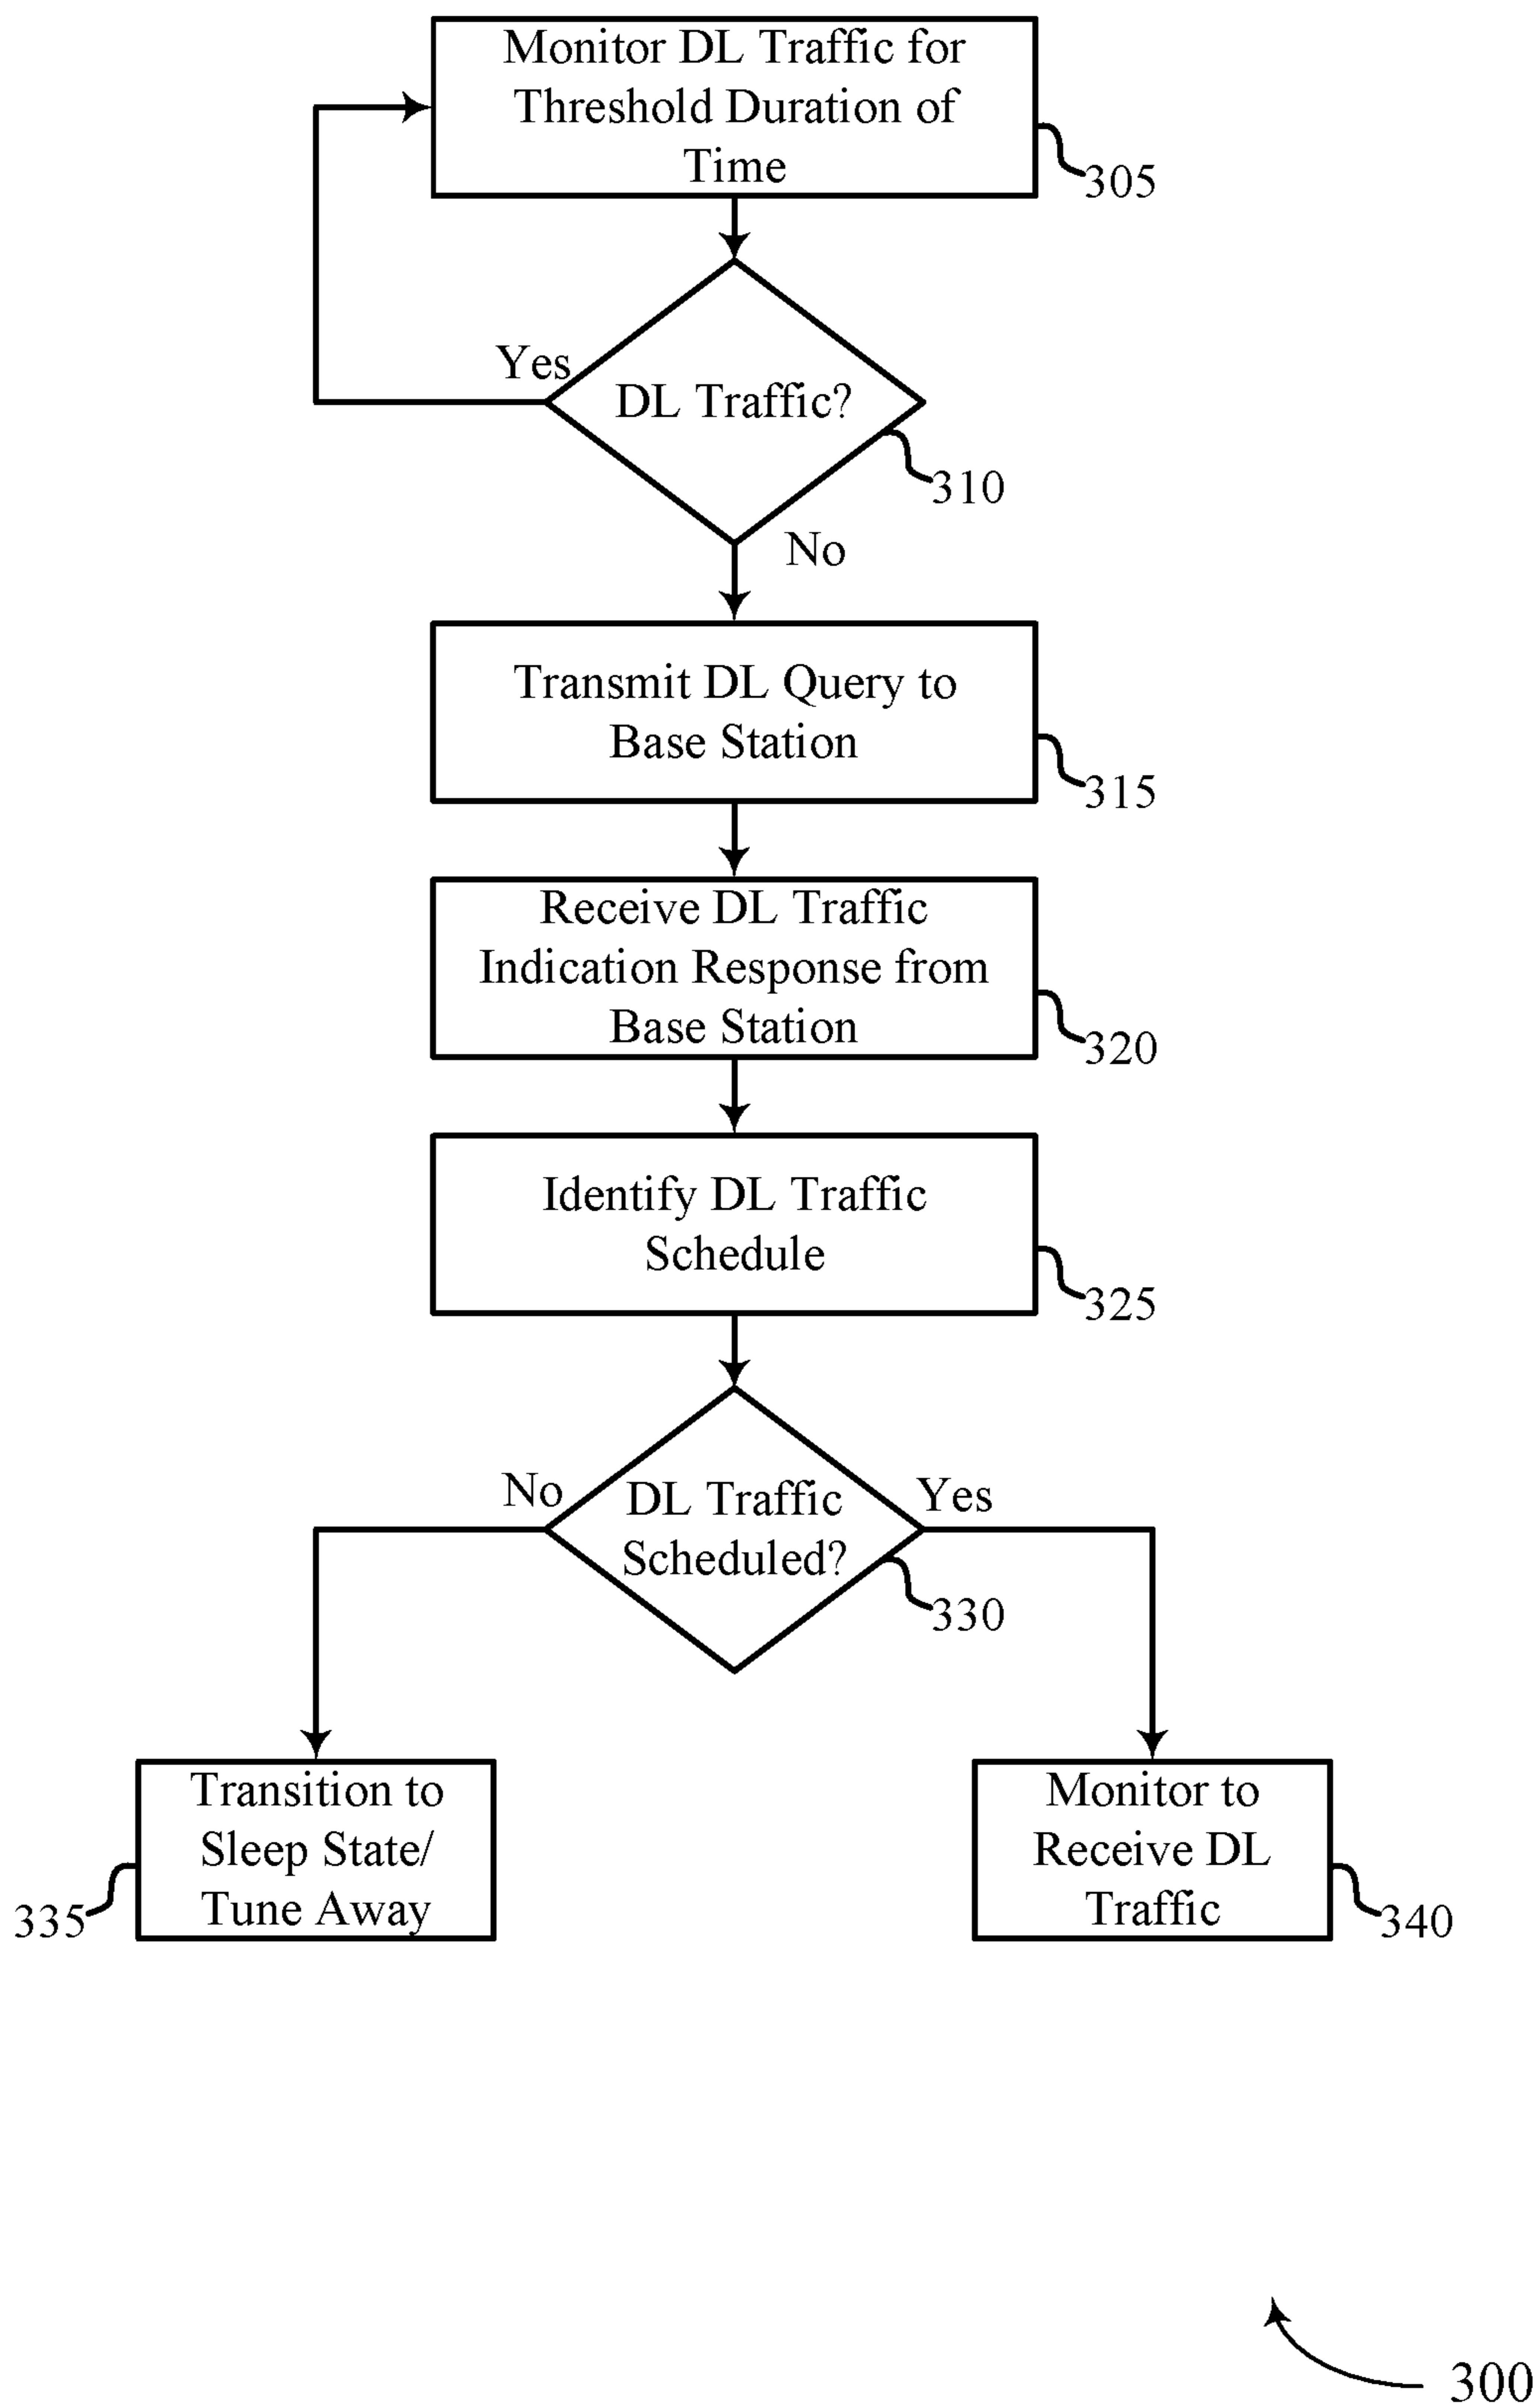 Monitor DL Traffic for
Threshold Duration of
Time
305
Yes
DL Traffic?
310
No
Transmit DL Query to
Base Station
315
Receive DL Traffic
Indication Response from
Base Station
320
Identify DL Traffic
Schedule
325
No
DL Traffic
Scheduled?
Yes
330
Transition to
Sleep State/
Tune Away
335
Monitor to
Receive DL
Traffic
340
300